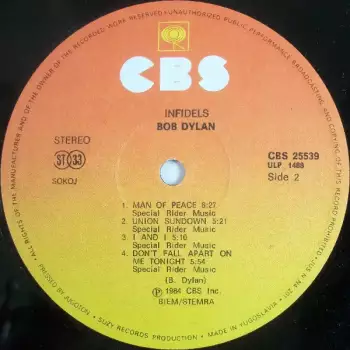 ALL RIGHTS OF THE MANUFACTURER AND OF THE OWNER OF THE RECORDED WORK RESERVED UNAUTHORISED PUBLIC PERFORMANCE BROADCASTING AND COPYING OF THIS RECORD PROHIBITED
CBS
INFIDELS
BOB DYLAN
STEREO
ST 33
SOKOJ
CBS 25539
ULP 1488
Side 2
1. MAN OF PEACE 6:27
Special Rider Music
2. UNION SUNDOWN 5:21
Special Rider Music
3. I AND I 5:10
Special Rider Music
4. DON'T FALL APART ON
ME TONIGHT 5:54
Special Rider Music
(B. Dylan)
℗ 1984 CBS Inc.
BIEM/STEMRA
PRESSED BY JUGOTON • SUZY RECORDS PRODUCTION • MADE IN YUGOSLAVIA